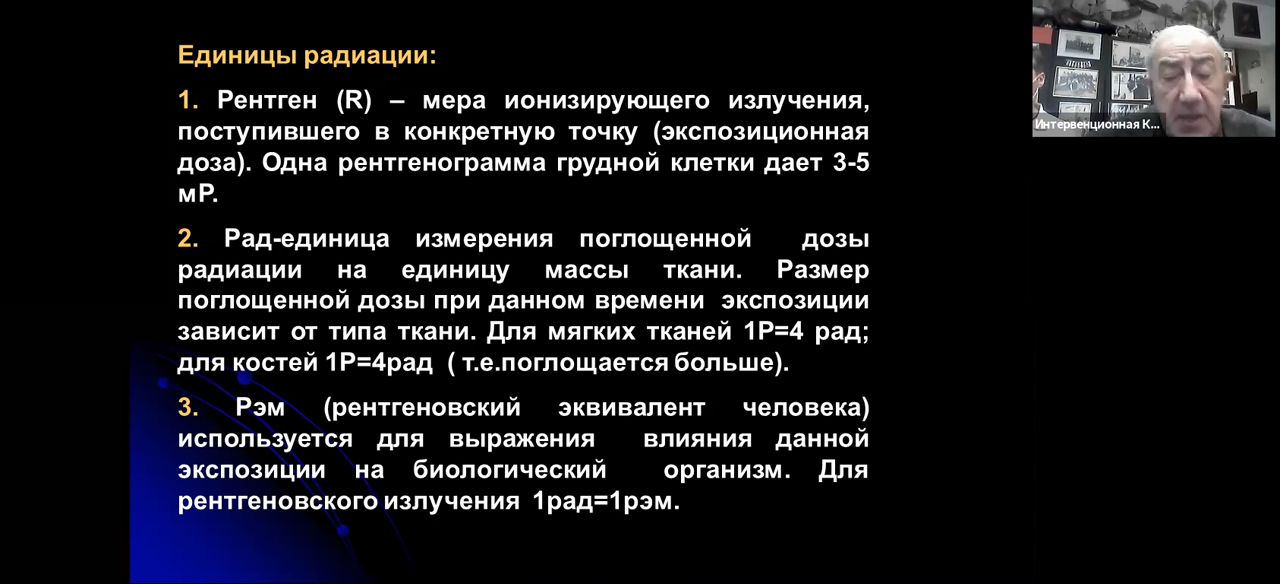 Единицы радиации:
1. Рентген (R) – мера ионизирующего излучения,
поступившего в конкретную точку (экспозиционная
доза). Одна рентгенограмма грудной клетки дает 3-5
мР.
2. Рад-единица измерения поглощенной дозы
радиации на единицу массы ткани. Размер
поглощенной дозы при данном времени экспозиции
зависит от типа ткани. Для мягких тканей 1Р=4 рад;
для костей 1Р=4рад ( т.е.поглощается больше).
3. Рэм (рентгеновский эквивалент человека)
используется для выражения влияния данной
экспозиции на биологический организм. Для
рентгеновского излучения 1рад=1рэм.
Интервенционная К...